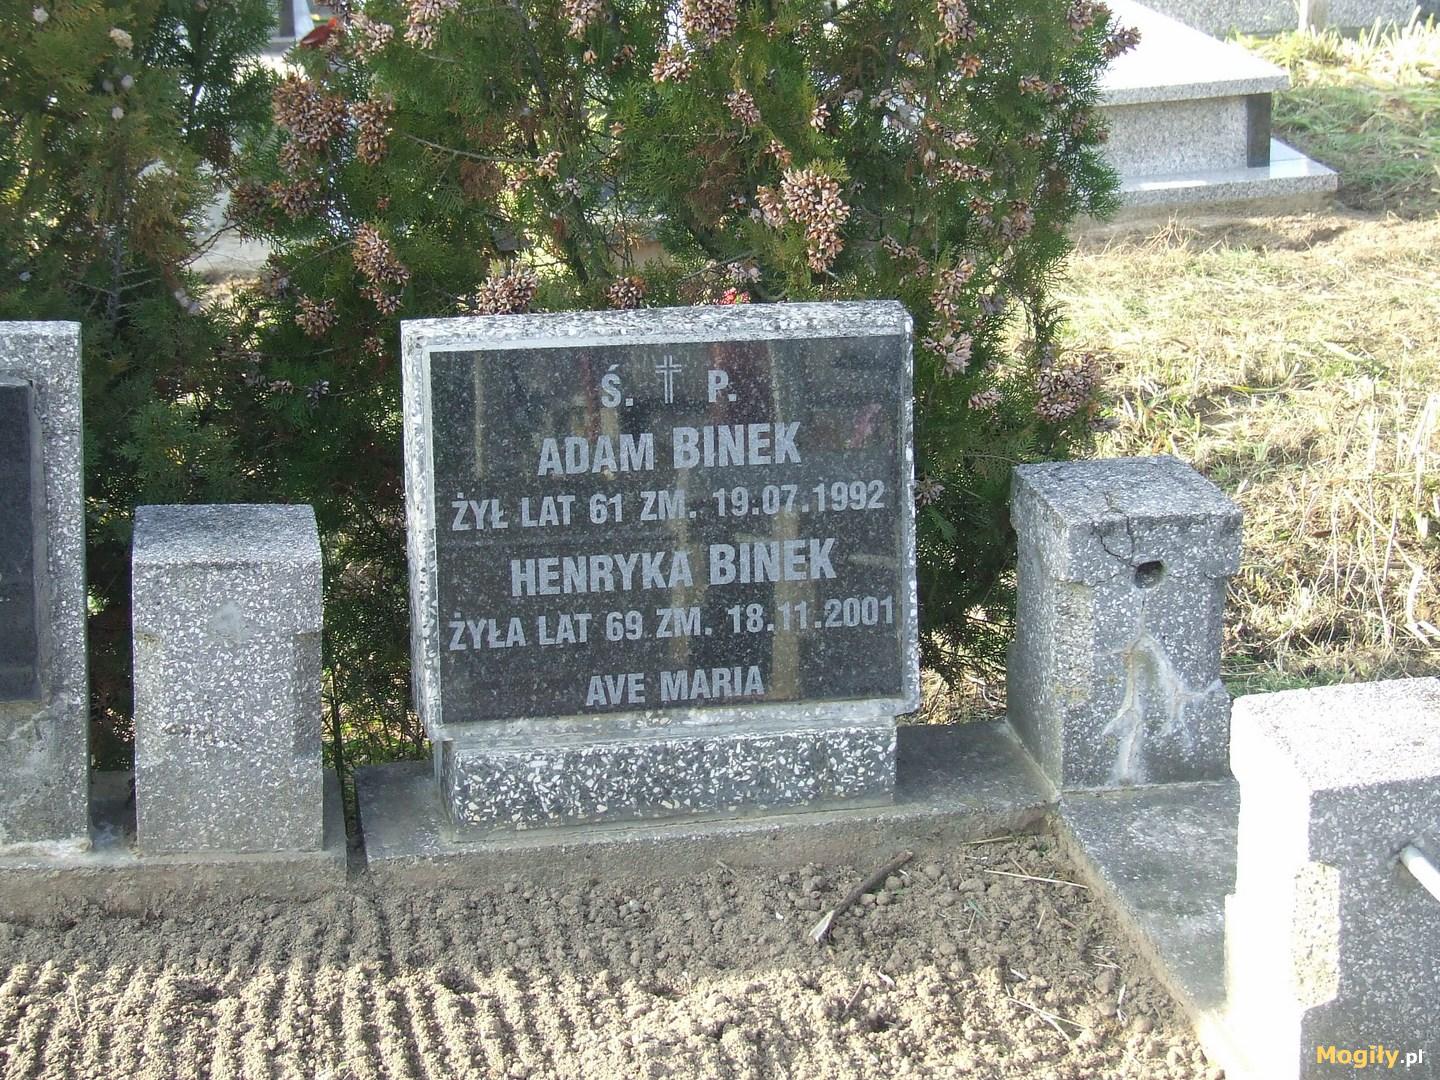 Ś. P.
ADAM BINEK
ŻYŁ LAT 61 ZM. 19.07.1992
HENRYKA BINEK
ŻYŁA LAT 69 ZM. 18.11.2001
AVE MARIA
Mogiły.pl